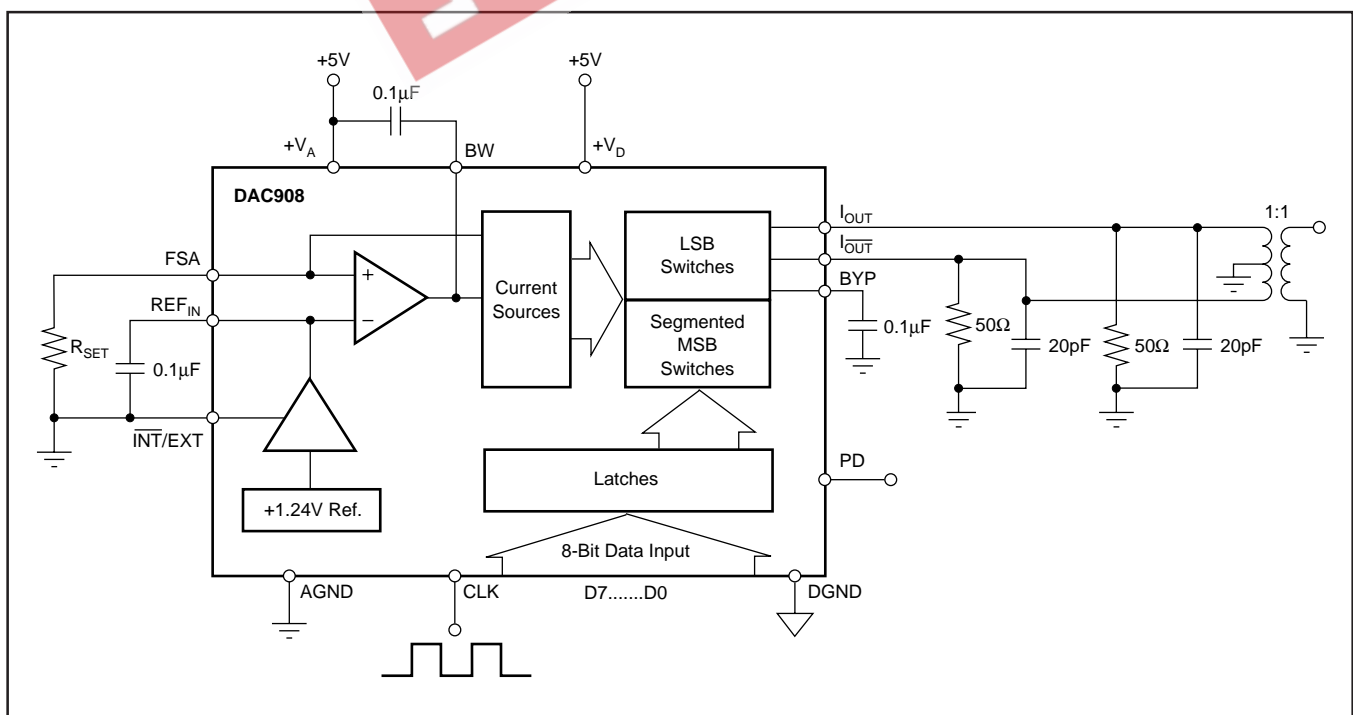 +5V
+5V
0.1µF
+VA
BW
+VD
DAC908
IOUT
1:1
LSB
Switches
IOUT
FSA
+
Current
Sources
BYP
REFIN
–
Segmented
MSB
Switches
0.1µF
50Ω
20pF
50Ω
20pF
RSET
0.1µF
INT/EXT
PD
Latches
+1.24V Ref.
8-Bit Data Input
AGND
CLK
D7.......D0
DGND